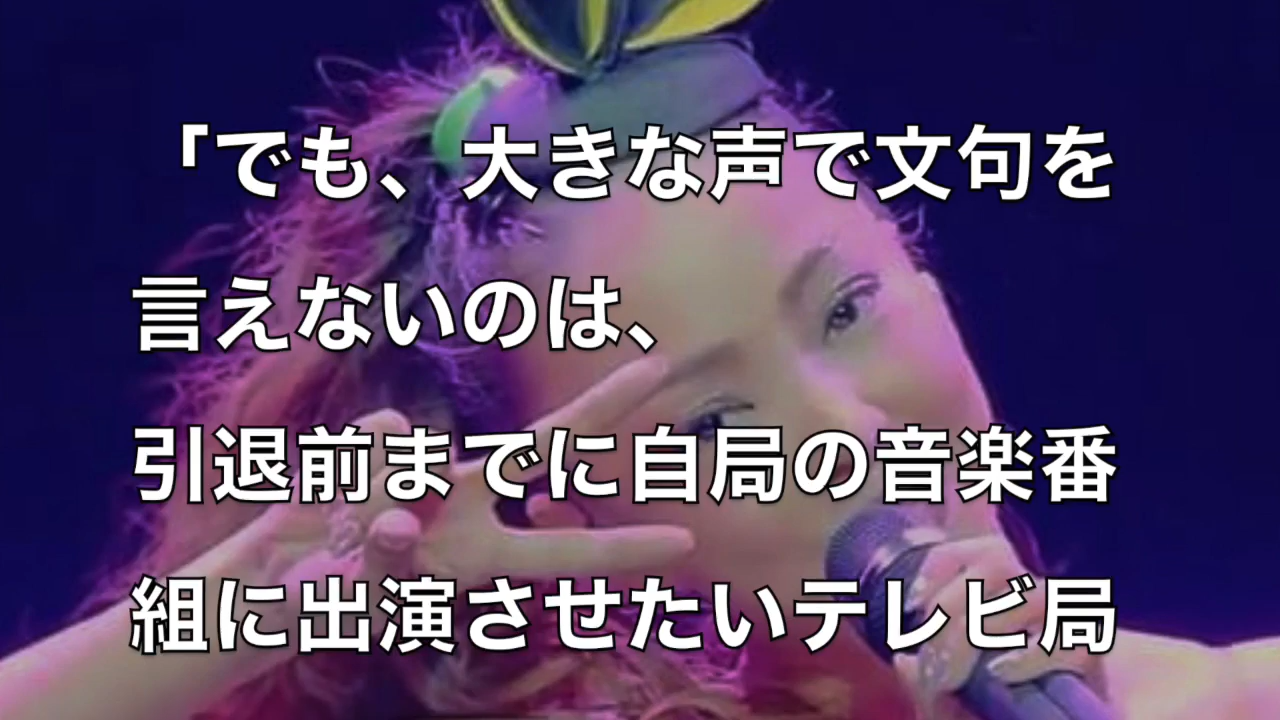 「でも、大きな声で文句を
言えないのは、
引退前までに自局の音楽番
組に出演させたいテレビ局